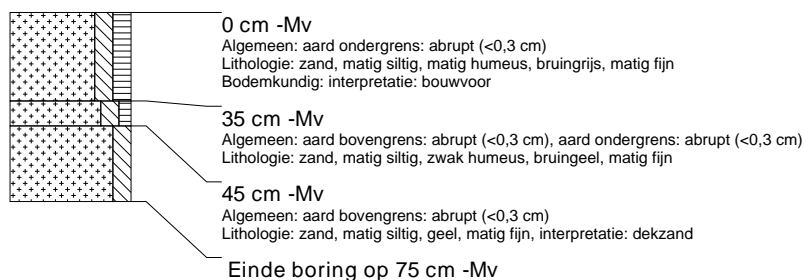 0 cm -Mv
Algemeen: aard ondergrens: abrupt (<0,3 cm)
Lithologie: zand, matig siltig, matig humeus, bruingrijs, matig fijn
Bodemkundig: interpretatie: bouwvoor
35 cm -Mv
Algemeen: aard bovengrens: abrupt (<0,3 cm), aard ondergrens: abrupt (<0,3 cm)
Lithologie: zand, matig siltig, zwak humeus, bruingeel, matig fijn
45 cm -Mv
Algemeen: aard bovengrens: abrupt (<0,3 cm)
Lithologie: zand, matig siltig, geel, matig fijn, interpretatie: dekzand
Einde boring op 75 cm -Mv